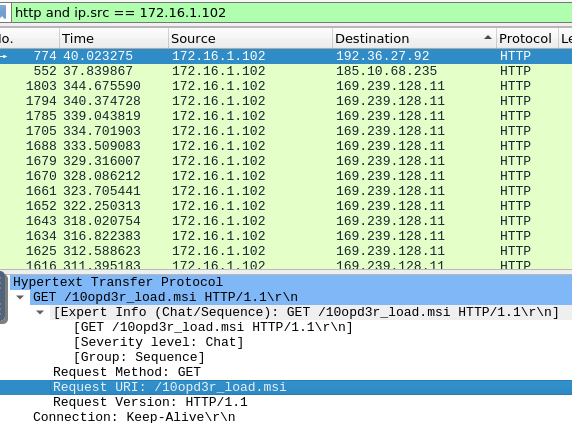 http and ip.src == 172.16.1.102
o. Time Source Destination Protocol Le
774 40.023275 172.16.1.102 192.36.27.92 HTTP
552 37.839867 172.16.1.102 185.10.68.235 HTTP
1803 344.675590 172.16.1.102 169.239.128.11 HTTP
1794 340.374728 172.16.1.102 169.239.128.11 HTTP
1785 339.043819 172.16.1.102 169.239.128.11 HTTP
1705 334.701903 172.16.1.102 169.239.128.11 HTTP
1688 333.509083 172.16.1.102 169.239.128.11 HTTP
1679 329.316007 172.16.1.102 169.239.128.11 HTTP
1670 328.086212 172.16.1.102 169.239.128.11 HTTP
1661 323.705441 172.16.1.102 169.239.128.11 HTTP
1652 322.250313 172.16.1.102 169.239.128.11 HTTP
1643 318.020754 172.16.1.102 169.239.128.11 HTTP
1634 316.822383 172.16.1.102 169.239.128.11 HTTP
1625 312.588623 172.16.1.102 169.239.128.11 HTTP
1616 311.395183 172.16.1.102 169.239.128.11 HTTP
Hypertext Transfer Protocol
GET /10opd3r_load.msi HTTP/1.1\r\n
[Expert Info (Chat/Sequence): GET /10opd3r_load.msi HTTP/1.1\r\n]
[GET /10opd3r_load.msi HTTP/1.1\r\n]
[Severity level: Chat]
[Group: Sequence]
Request Method: GET
Request URI: /10opd3r_load.msi
Request Version: HTTP/1.1
Connection: Keep-Alive\r\n